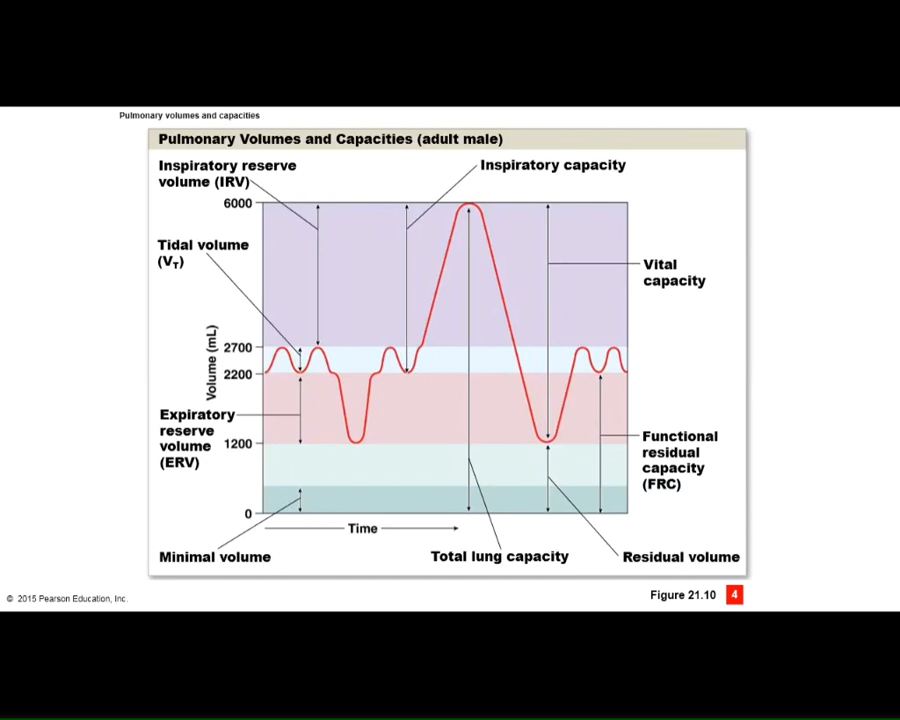 Pulmonary volumes and capacities
Pulmonary Volumes and Capacities (adult male)
Inspiratory reserve
volume (IRV)
Inspiratory capacity
6000
Tidal volume
(VT)
Vital
capacity
Volume (mL)
2700
2200
Expiratory
reserve
volume
(ERV)
1200
Functional
residual
capacity
(FRC)
0
Time
Minimal volume
Total lung capacity
Residual volume
© 2015 Pearson Education, Inc.
Figure 21.10
4